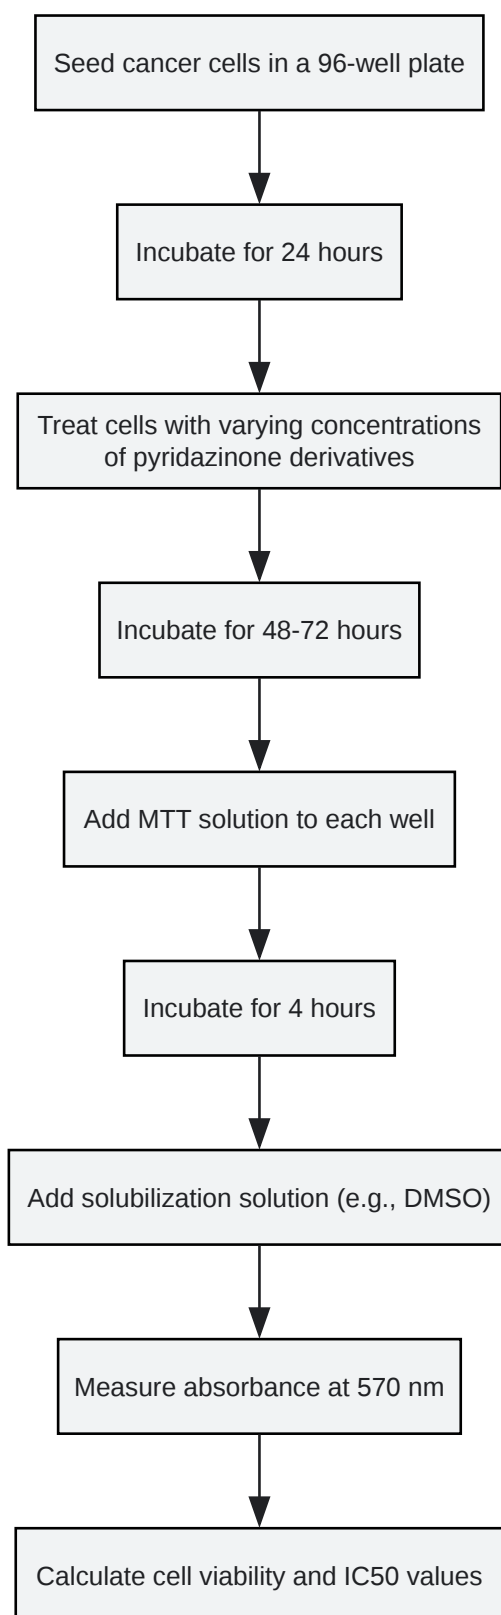 Seed cancer cells in a 96-well plate
Incubate for 24 hours
Treat cells with varying concentrations
of pyridazinone derivatives
Incubate for 48-72 hours
Add MTT solution to each well
Incubate for 4 hours
Add solubilization solution (e.g., DMSO)
Measure absorbance at 570 nm
Calculate cell viability and IC50 values